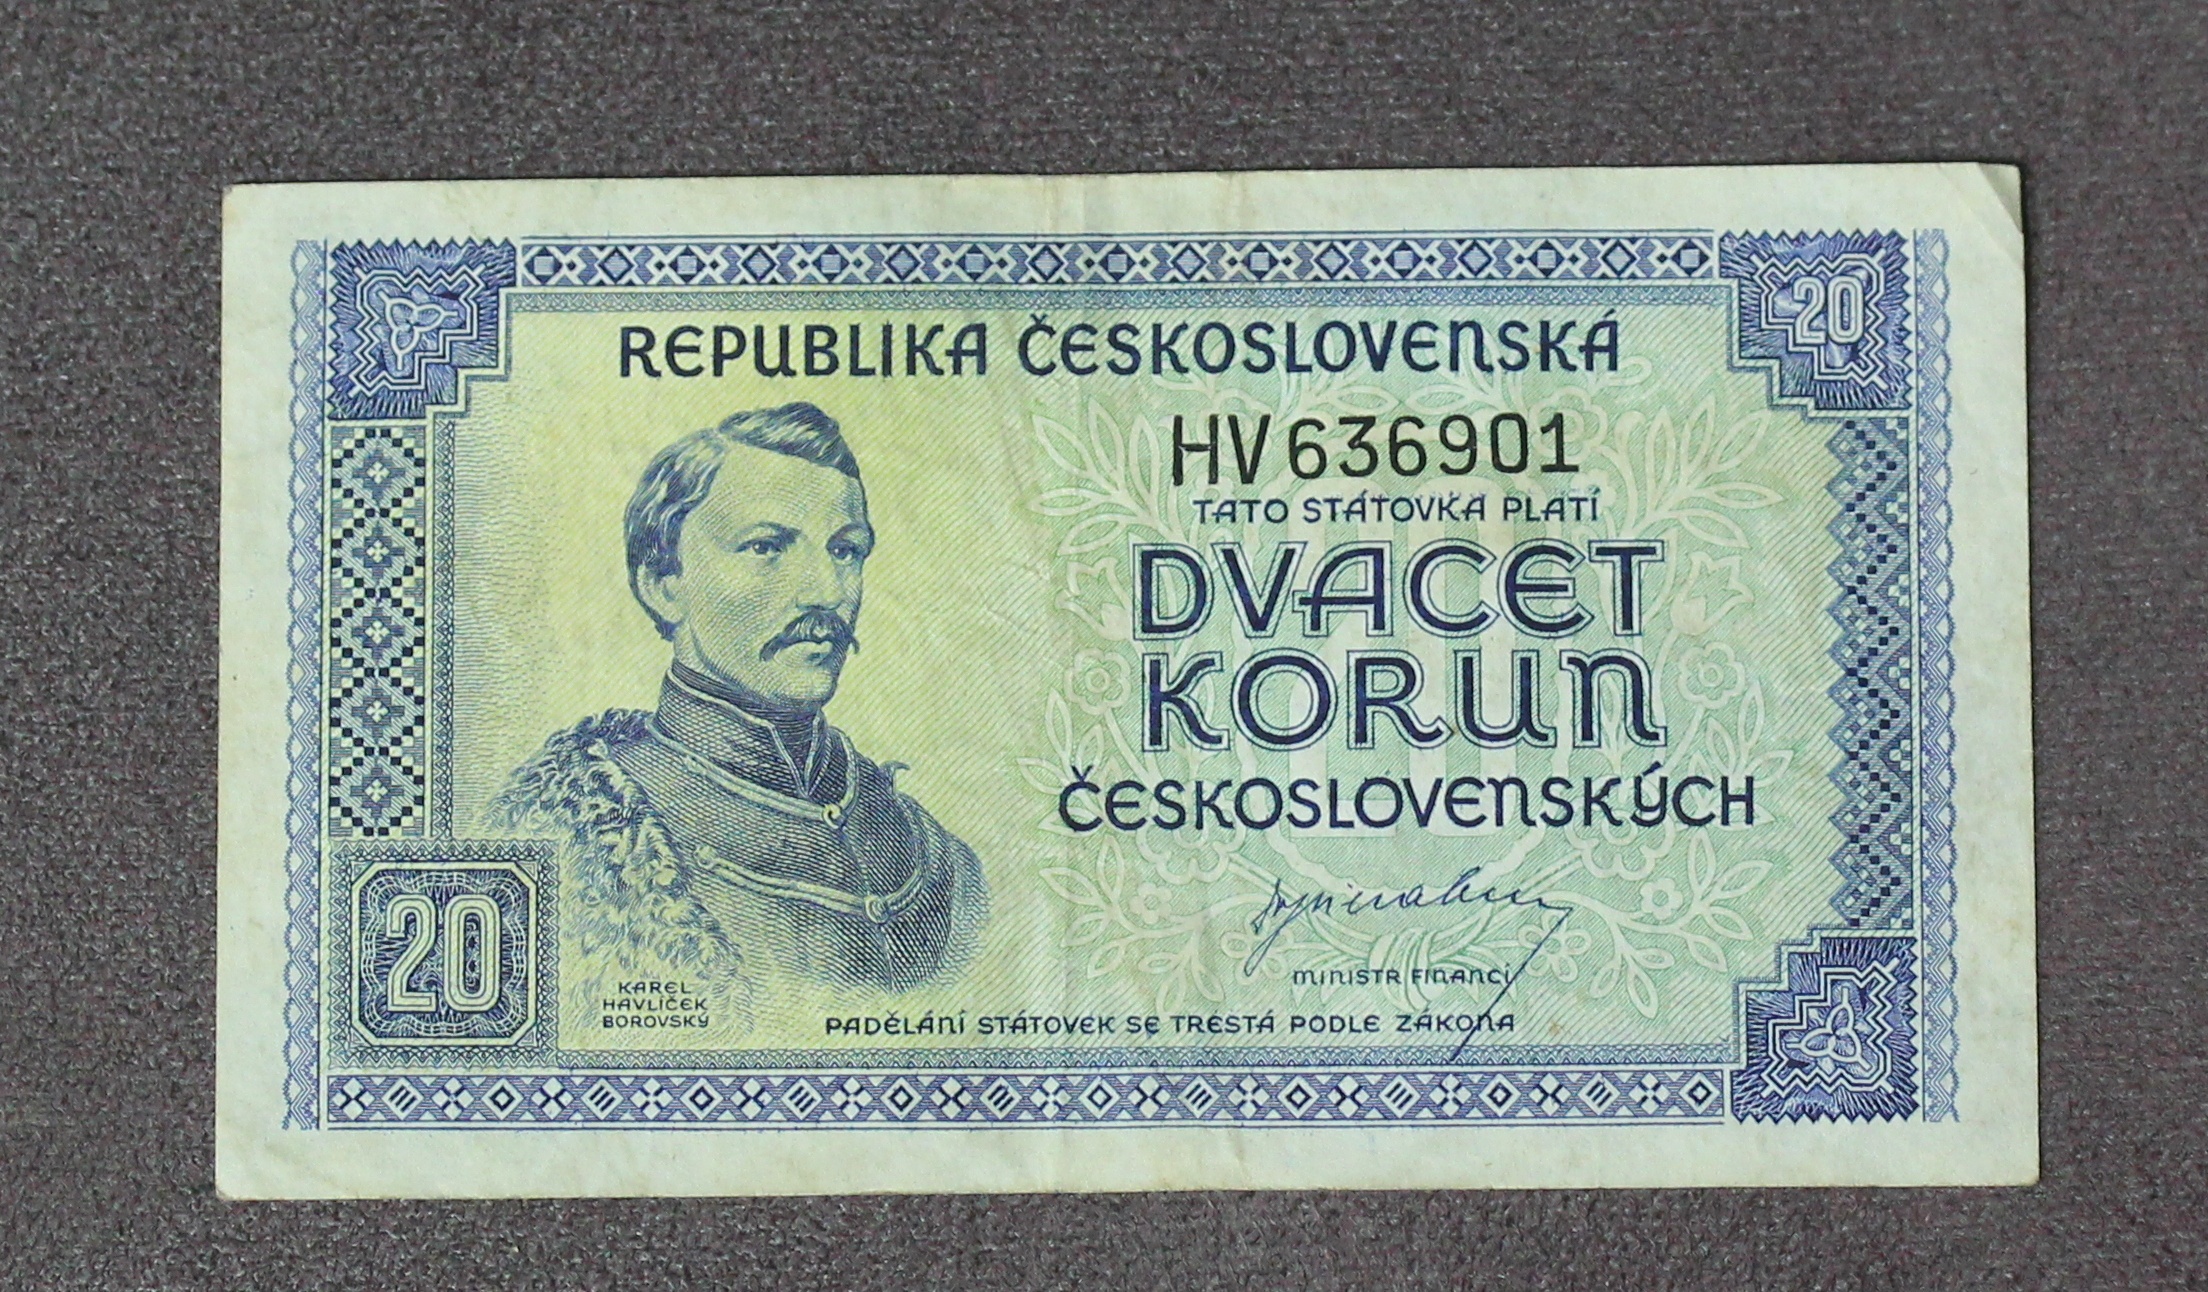 20
REPUBLIKA ČESKOSLOVENSKÁ
HV 636901
TATO STÁTOVKA PLATÍ
DVACET
KORUN
ČESKOSLOVENSKÝCH
MINISTR FINANCÍ
20
KAREL
HAVLÍČEK
BOROVSKÝ
PADĚLÁNÍ STÁTOVEK SE TRESTÁ PODLE ZÁKONA